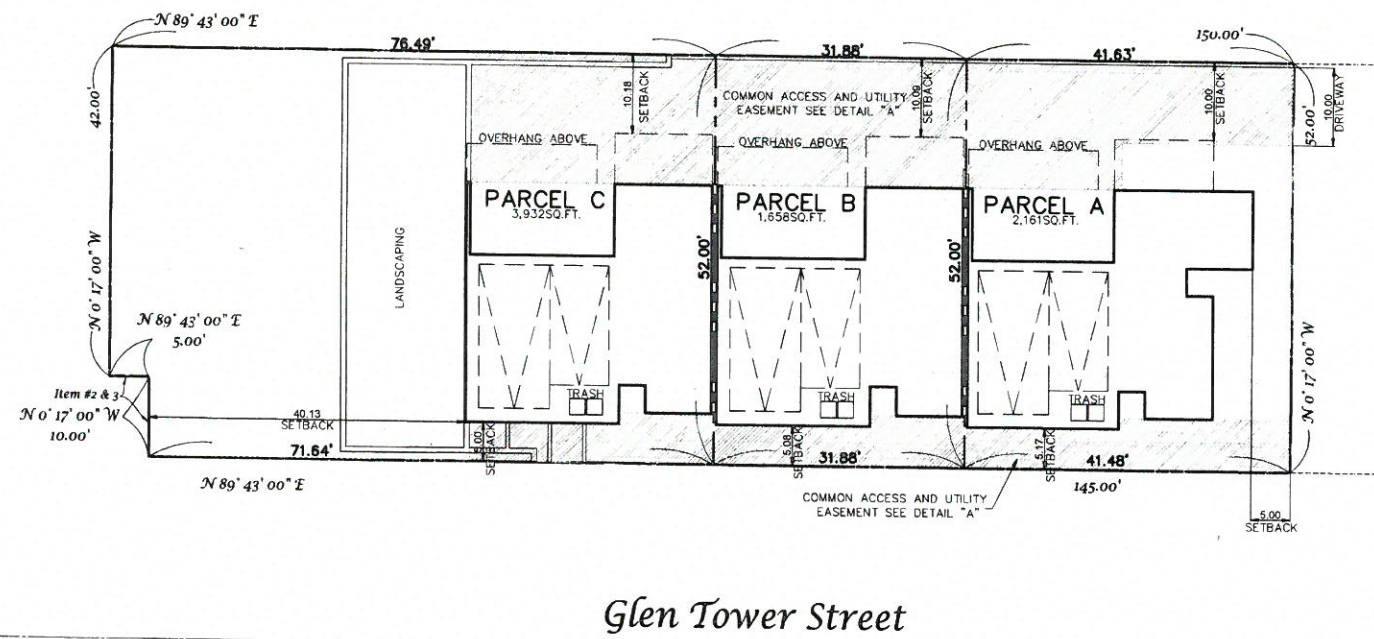 N 89° 43' 00" E
76.49'
31.88'
41.63'
150.00'
42.00'
10.18
SETBACK
COMMON ACCESS AND UTILITY
EASEMENT SEE DETAIL "A"
10.09
SETBACK
10.00
SETBACK
52.00'
10.00
DRIVEWAY
OVERHANG ABOVE
OVERHANG ABOVE
OVERHANG ABOVE
PARCEL C
3,932SQ.FT.
PARCEL B
1,658SQ.FT.
PARCEL A
2,161SQ.FT.
LANDSCAPING
52.00'
52.00'
N 0° 17' 00" W
N 89° 43' 00" E
5.00'
N 0° 17' 00" W
Item #2 & 3
N 0° 17' 00" W
10.00'
TRASH
TRASH
TRASH
40.13
SETBACK
71.64'
5.00
SETBACK
5.08
SETBACK
31.88'
5.17
SETBACK
41.48'
145.00'
N 89° 43' 00" E
COMMON ACCESS AND UTILITY
EASEMENT SEE DETAIL "A"
5.00
SETBACK
Glen Tower Street